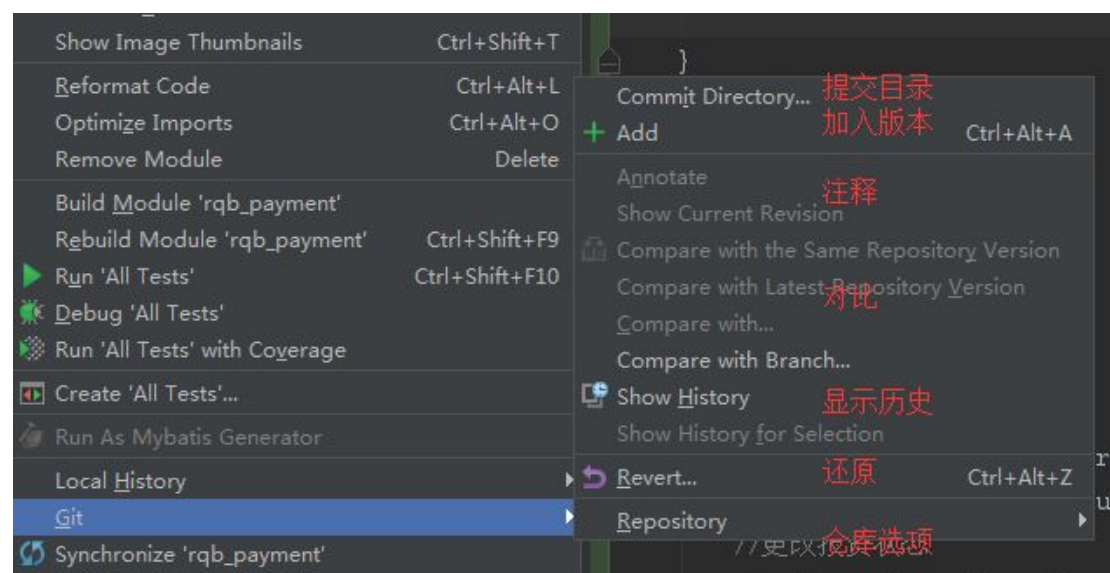 Show Image Thumbnails Ctrl+Shift+T
Reformat Code Ctrl+Alt+L
Optimize Imports Ctrl+Alt+O
Remove Module Delete
Build Module 'rqb_payment'
Rebuild Module 'rqb_payment' Ctrl+Shift+F9
Run 'All Tests' Ctrl+Shift+F10
Debug 'All Tests'
Run 'All Tests' with Coverage
Create 'All Tests'...
Run As Mybatis Generator
Local History
Git
Synchronize 'rqb_payment'
}
Commit Directory... 提交目录
Add 加入版本 Ctrl+Alt+A
Annotate 注释
Show Current Revision
Compare with the Same Repository Version
Compare with Latest Repository Version
对比
Compare with...
Compare with Branch...
Show History 显示历史
Show History for Selection
Revert... 还原 Ctrl+Alt+Z
Repository
仓库选项
//更改
r
u